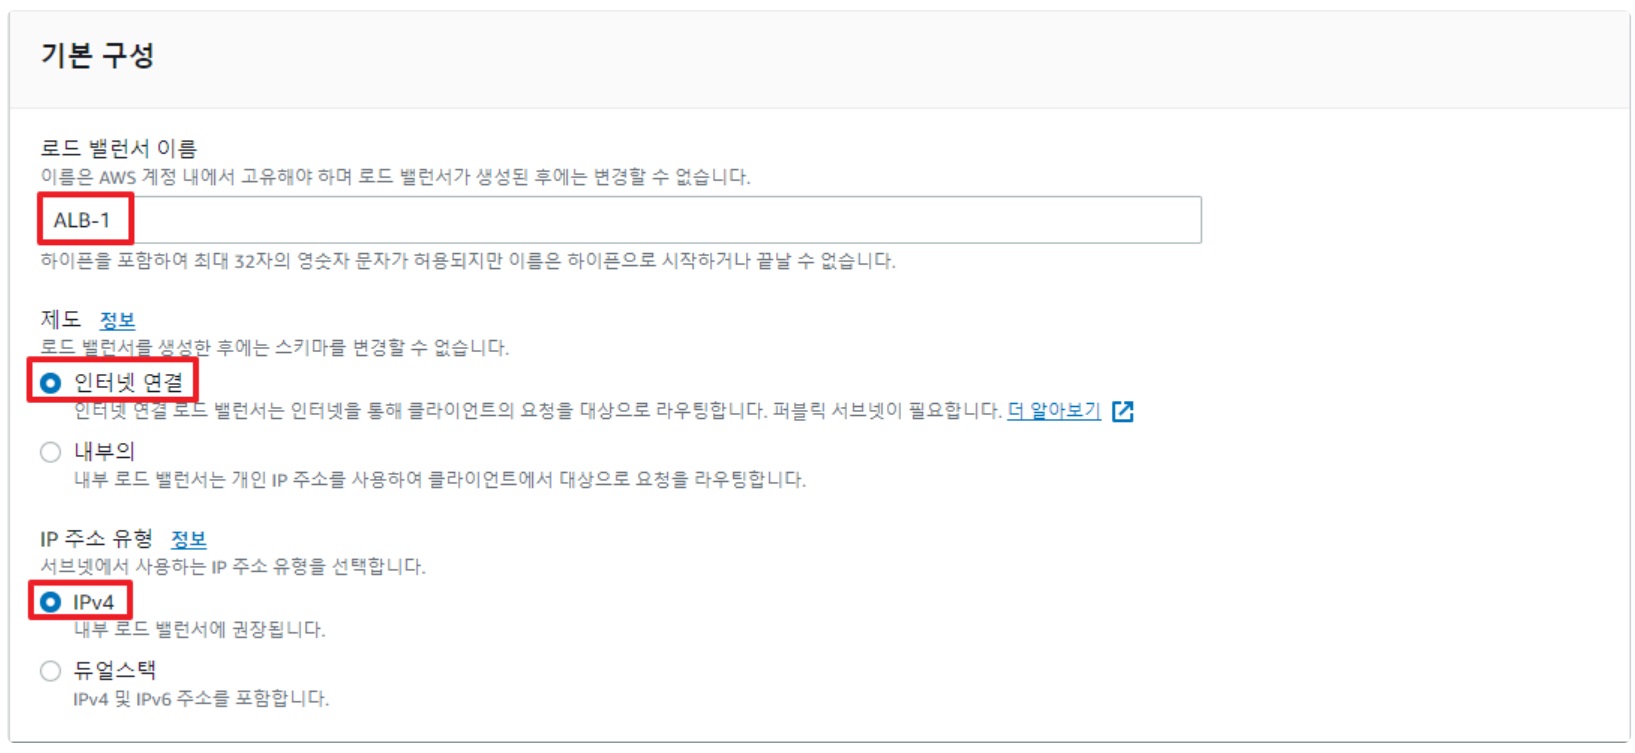 기본 구성
로드 밸런서 이름
이름은 AWS 계정 내에서 고유해야 하며 로드 밸런서가 생성된 후에는 변경할 수 없습니다.
ALB-1
하이픈을 포함하여 최대 32자의 영숫자 문자가 허용되지만 이름은 하이픈으로 시작하거나 끝날 수 없습니다.
제도 정보
로드 밸런서를 생성한 후에는 스키마를 변경할 수 없습니다.
인터넷 연결
인터넷 연결 로드 밸런서는 인터넷을 통해 클라이언트의 요청을 대상으로 라우팅합니다. 퍼블릭 서브넷이 필요합니다. 더 알아보기
내부의
내부 로드 밸런서는 개인 IP 주소를 사용하여 클라이언트에서 대상으로 요청을 라우팅합니다.
IP 주소 유형 정보
서브넷에서 사용하는 IP 주소 유형을 선택합니다.
IPv4
내부 로드 밸런서에 권장됩니다.
듀얼스택
IPv4 및 IPv6 주소를 포함합니다.